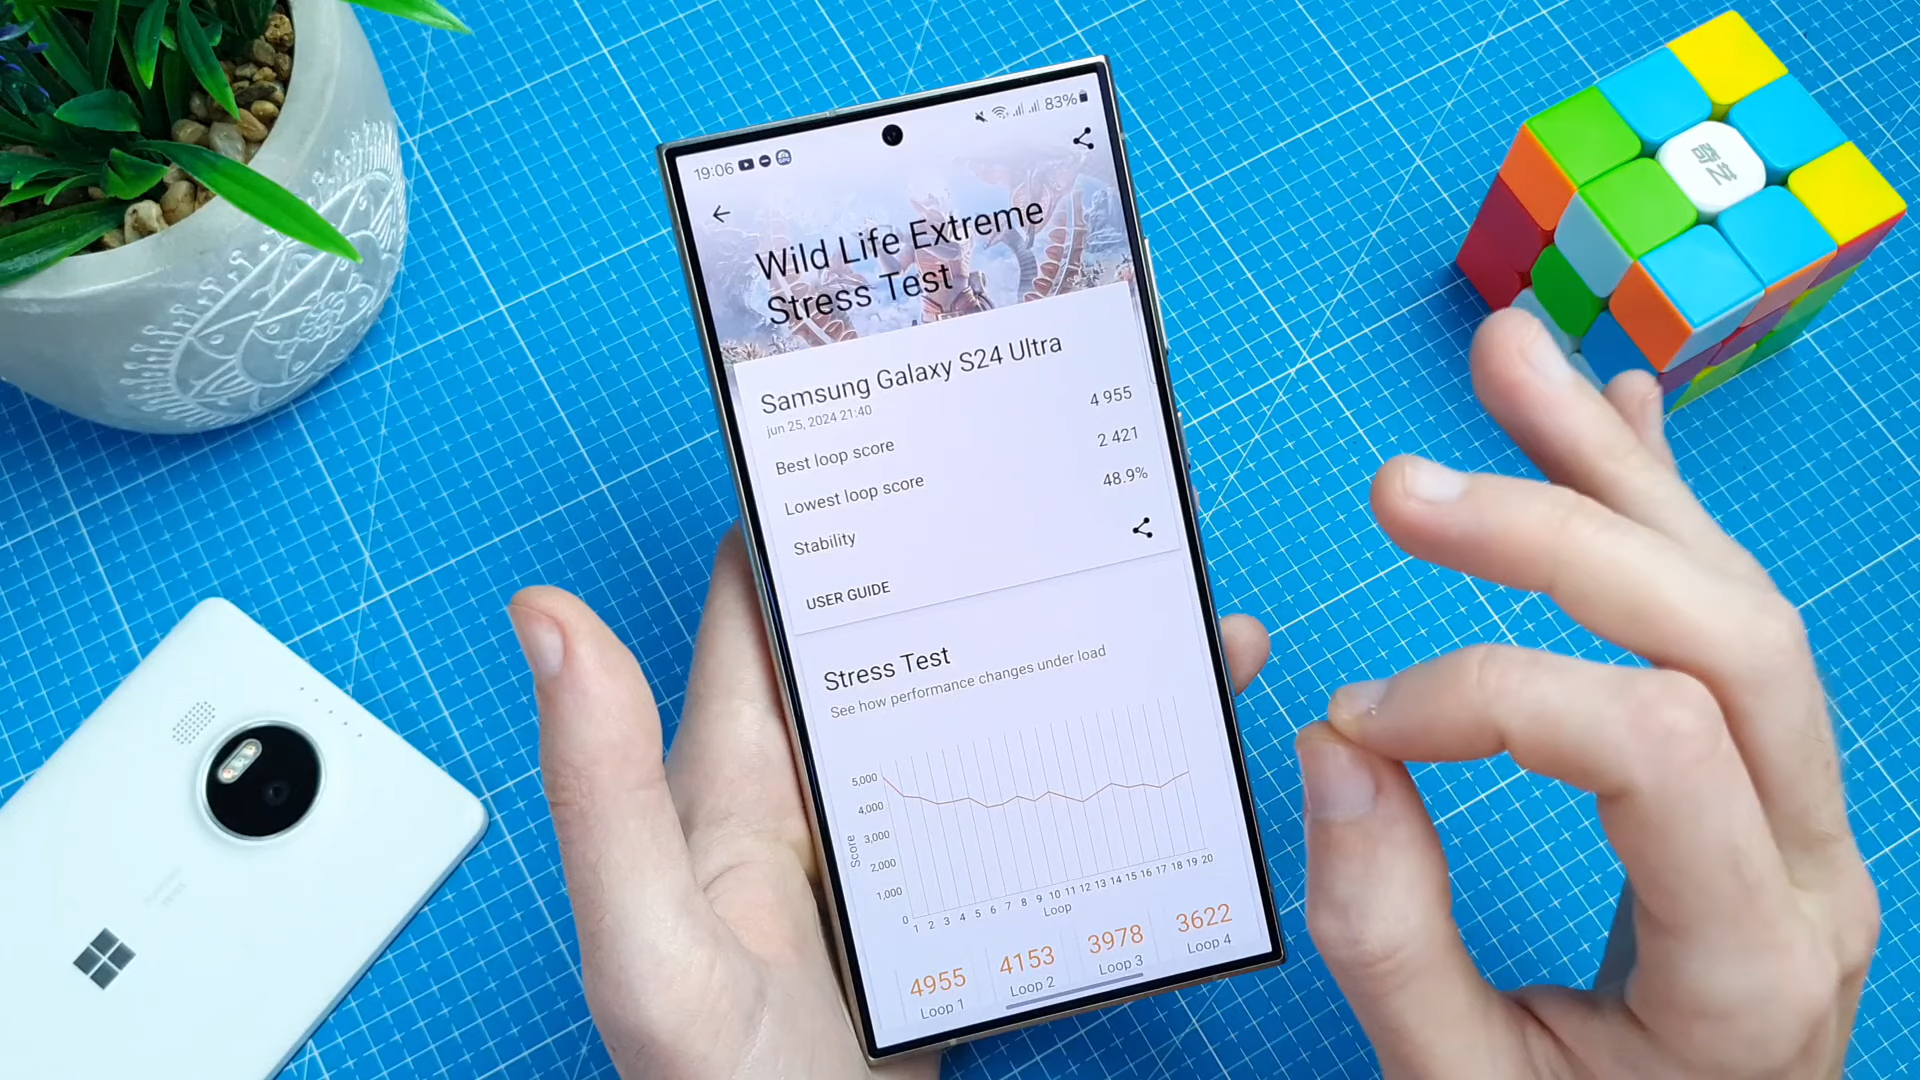 19:06
83%
Wild Life Extreme
Stress Test
Samsung Galaxy S24 Ultra
jun 25, 2024 21:40
Best loop score
4 955
Lowest loop score
2 421
Stability
48.9%
USER GUIDE
Stress Test
See how performance changes under load
5,000
4,000
3,000
2,000
1,000
0
Score
1 2 3 4 5 6 7 8 9 10 11 12 13 14 15 16 17 18 19 20
Loop
4955 4153 3978 3622
Loop 1 Loop 2 Loop 3 Loop 4